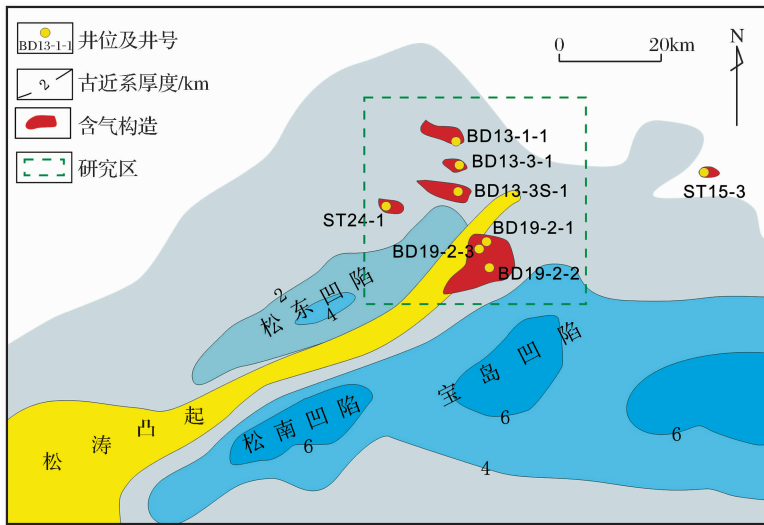 BD13-1-1 井位及井号
2 古近系厚度/km
含气构造
研究区
0 20km
N
BD13-1-1
BD13-3-1
BD13-3S-1
ST15-3
ST24-1
BD19-2-1
BD19-2-3
BD19-2-2
2
松东凹陷
4
宝岛凹陷
6
松南凹陷
6
6
4
松涛凸起